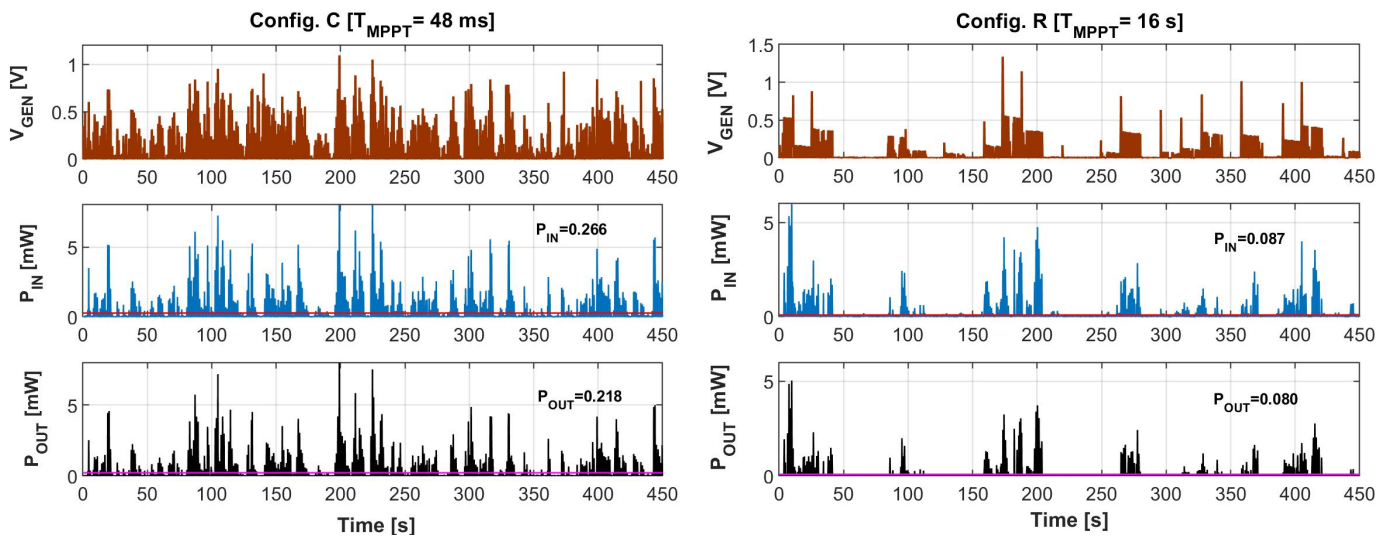 Config. C [T_MPPT= 48 ms]
V_GEN [V]
1
0.5
0
0 50 100 150 200 250 300 350 400 450
P_IN [mW]
5
0
P_IN=0.266
0 50 100 150 200 250 300 350 400 450
P_OUT [mW]
5
0
P_OUT=0.218
0 50 100 150 200 250 300 350 400 450
Time [s]
Config. R [T_MPPT= 16 s]
V_GEN [V]
1.5
1
0.5
0
0 50 100 150 200 250 300 350 400 450
P_IN [mW]
5
0
P_IN=0.087
0 50 100 150 200 250 300 350 400 450
P_OUT [mW]
5
0
P_OUT=0.080
0 50 100 150 200 250 300 350 400 450
Time [s]